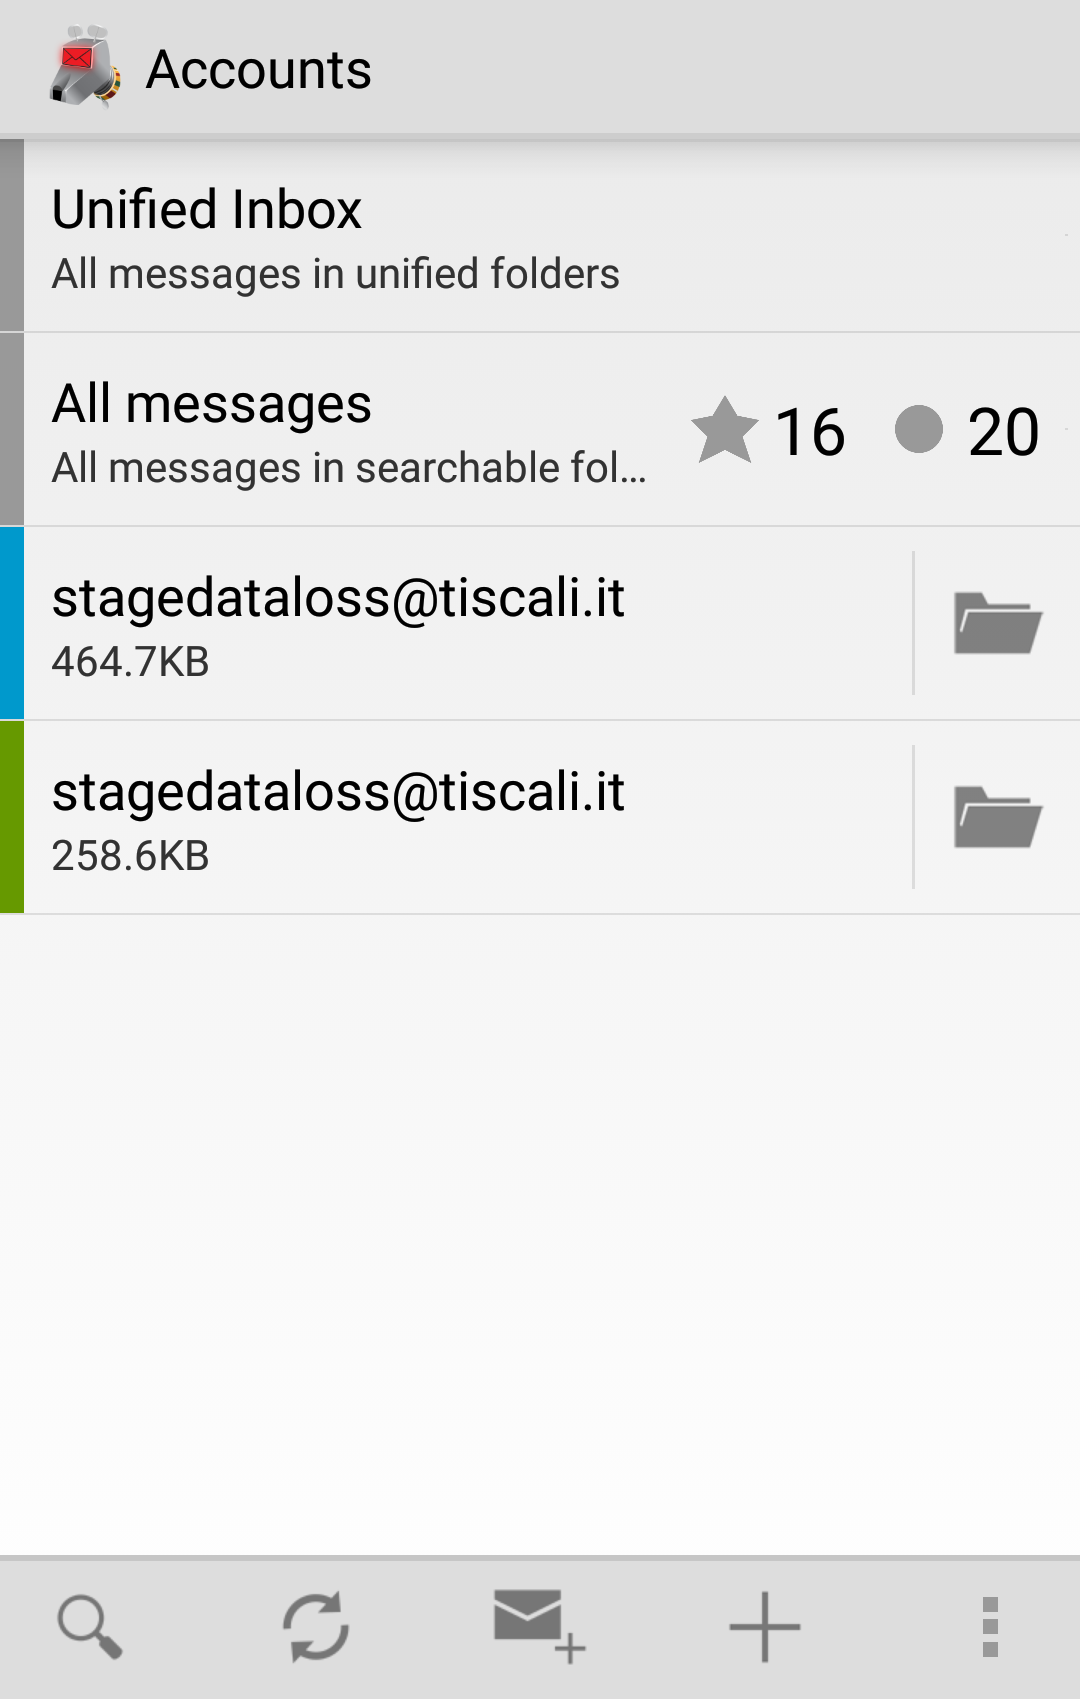 Accounts
Unified Inbox
All messages in unified folders
All messages
16
20
All messages in searchable fol...
stagedataloss@tiscali.it
464.7KB
stagedataloss@tiscali.it
258.6KB